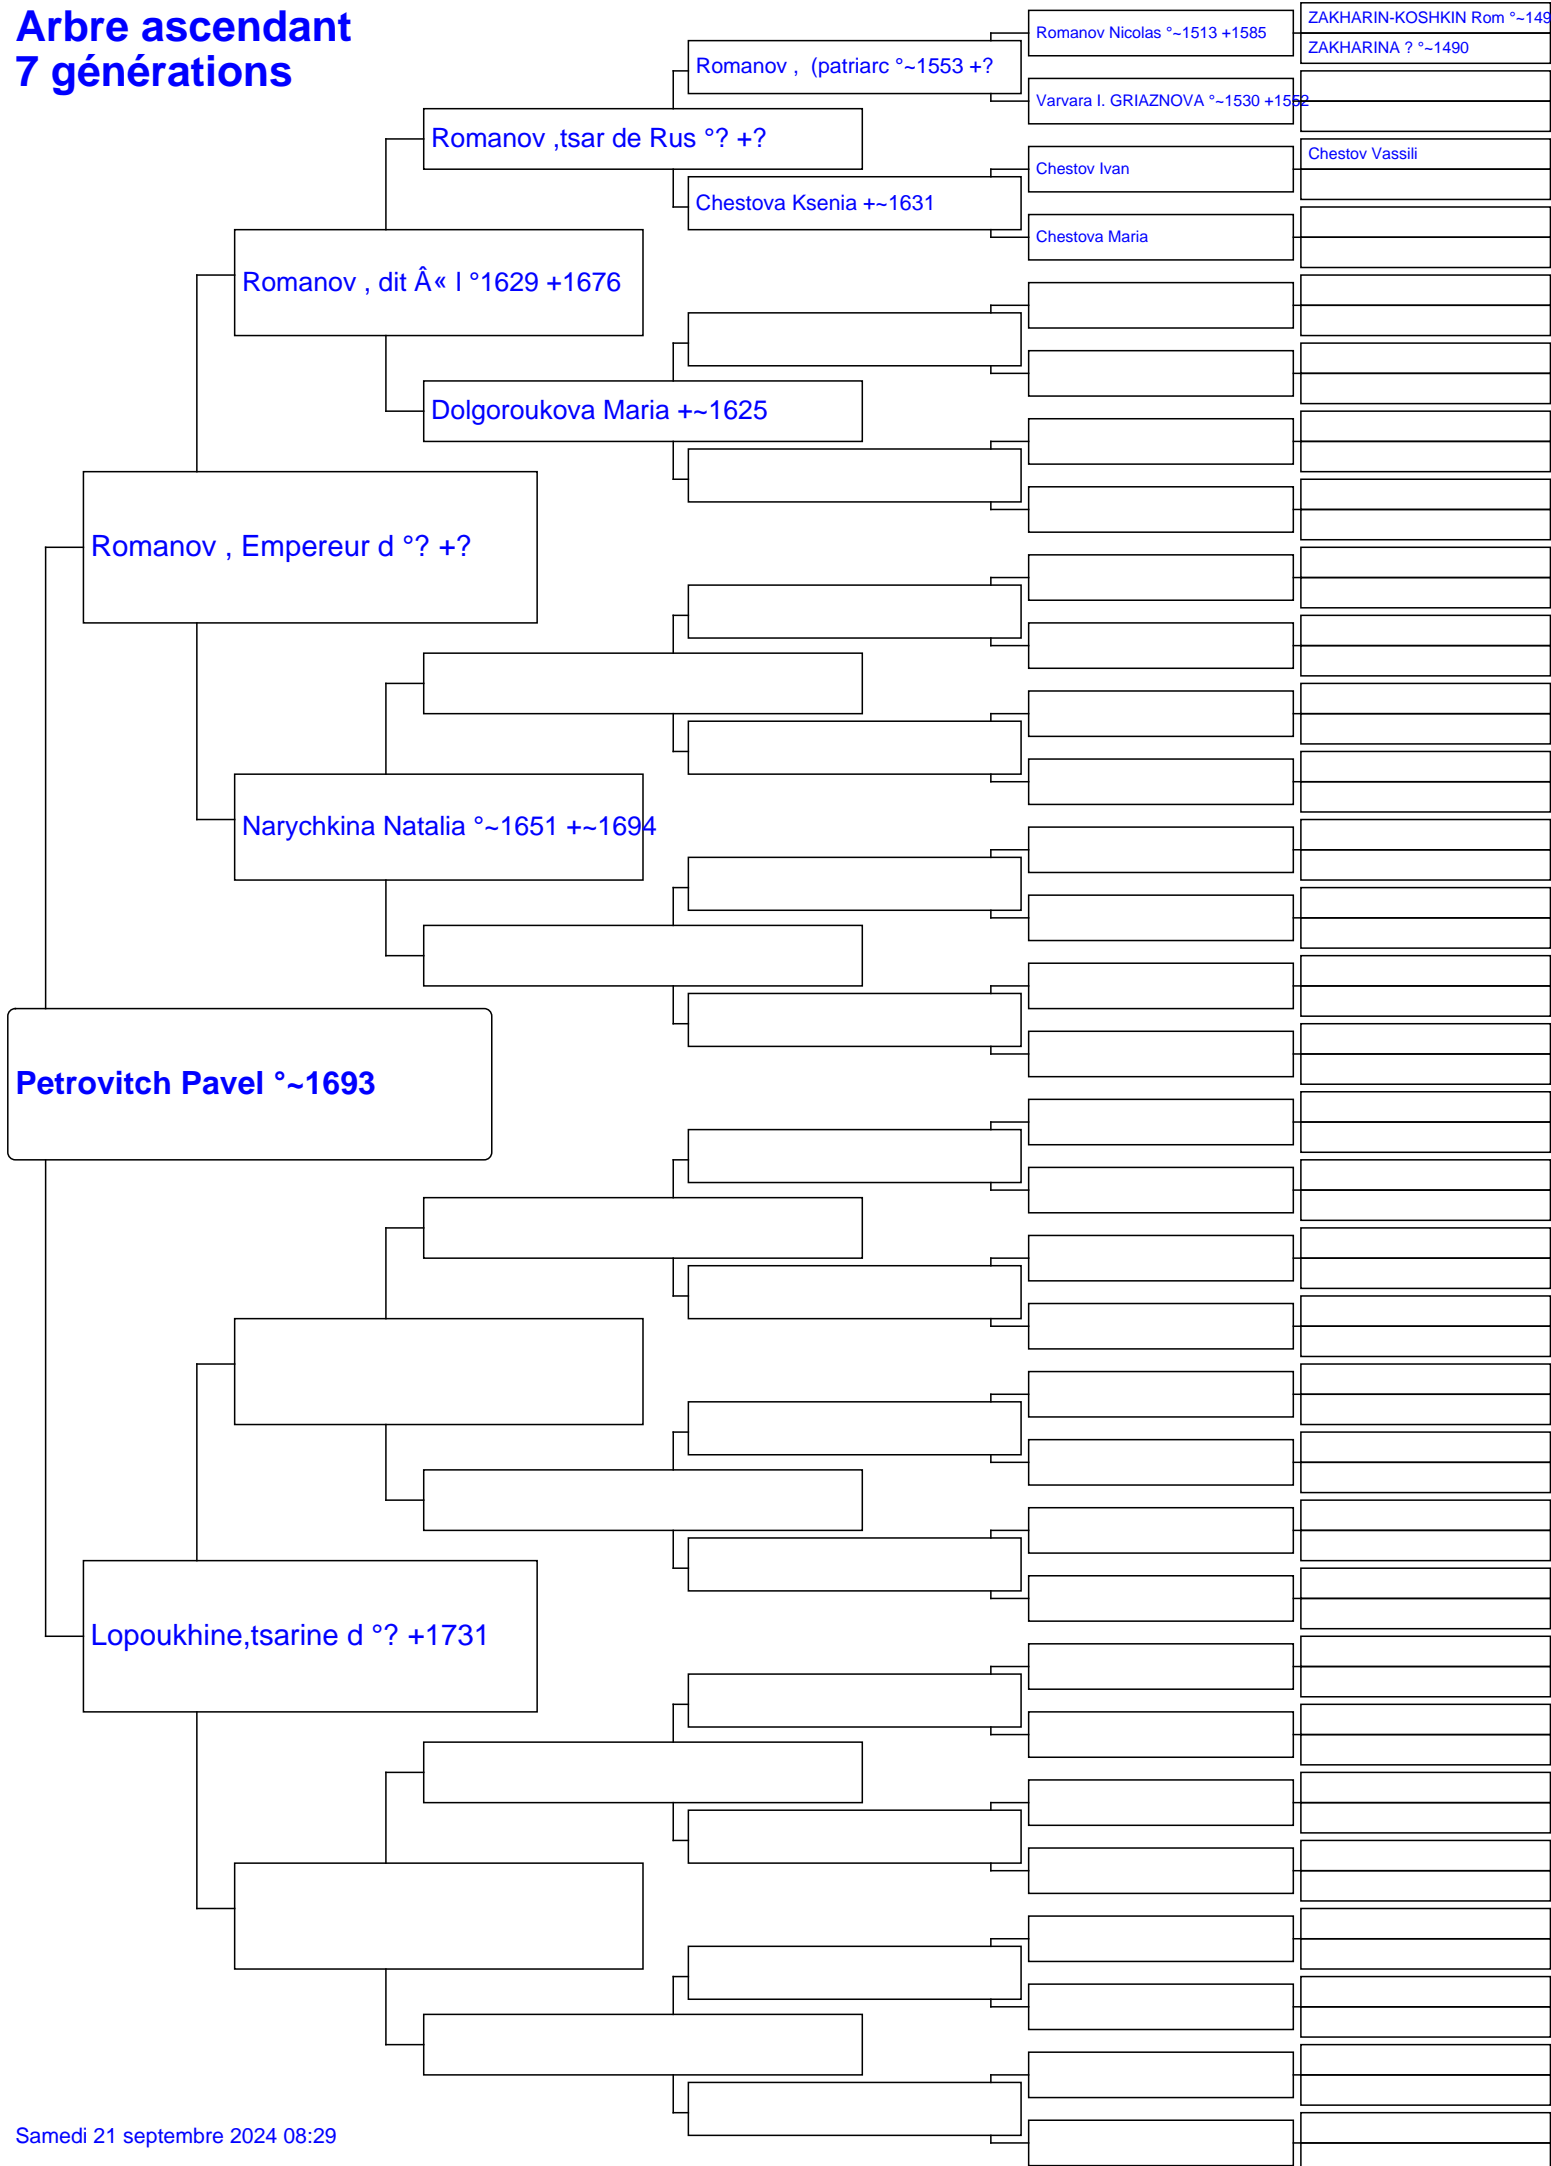 Arbre ascendant
7 générations
ZAKHARIN-KOSHKIN Rom °~149
Romanov Nicolas °~1513 +1585
ZAKHARINA ? °~1490
Romanov , (patriarc °~1553 +?
Varvara I. GRIAZNOVA °~1530 +1552
Romanov ,tsar de Rus °? +?
Chestov Vassili
Chestov Ivan
Chestova Ksenia +~1631
Chestova Maria
Romanov , dit Â« l °1629 +1676
Dolgoroukova Maria +~1625
Romanov , Empereur d °? +?
Narychkina Natalia °~1651 +~1694
Petrovitch Pavel °~1693
Lopoukhine,tsarine d °? +1731
Samedi 21 septembre 2024 08:29